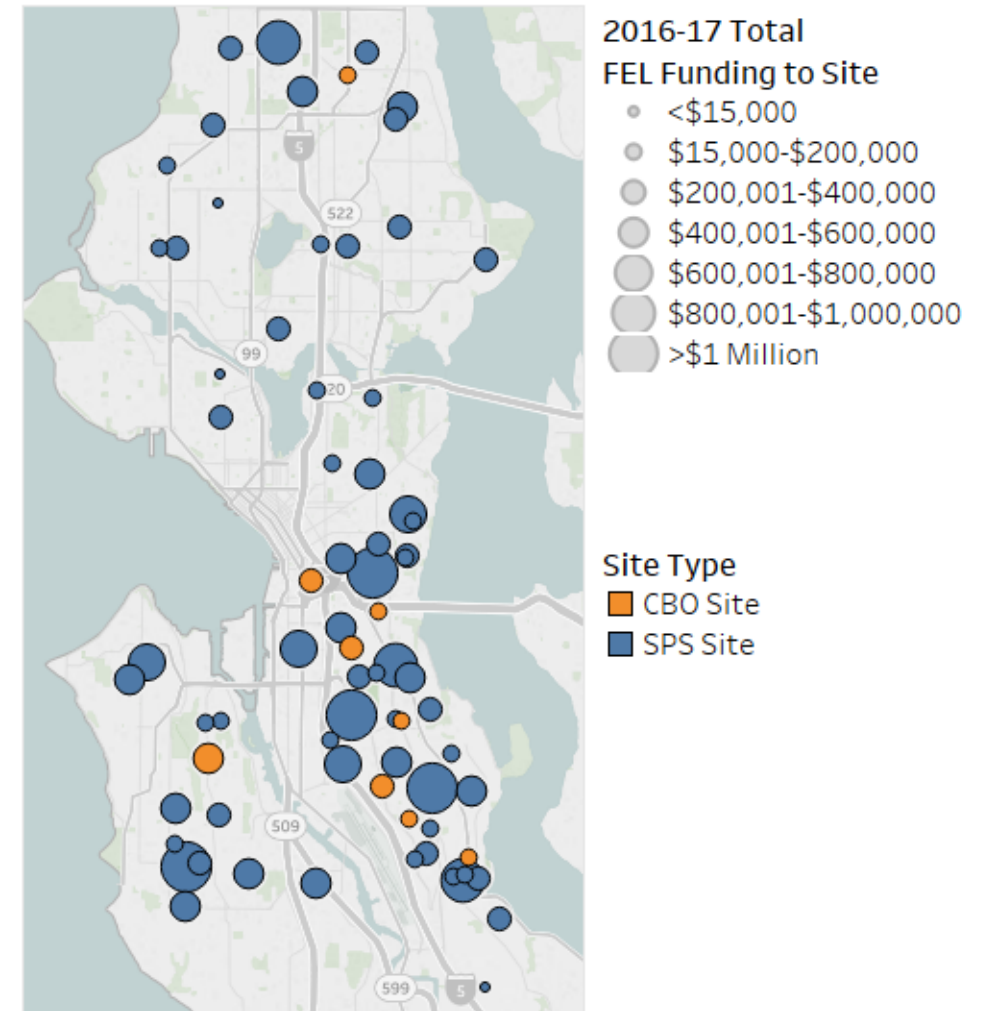 2016-17 Total
FEL Funding to Site
<$15,000
$15,000-$200,000
$200,001-$400,000
$400,001-$600,000
$600,001-$800,000
$800,001-$1,000,000
>$1 Million
Site Type
CBO Site
SPS Site
5
522
99
20
509
599
5